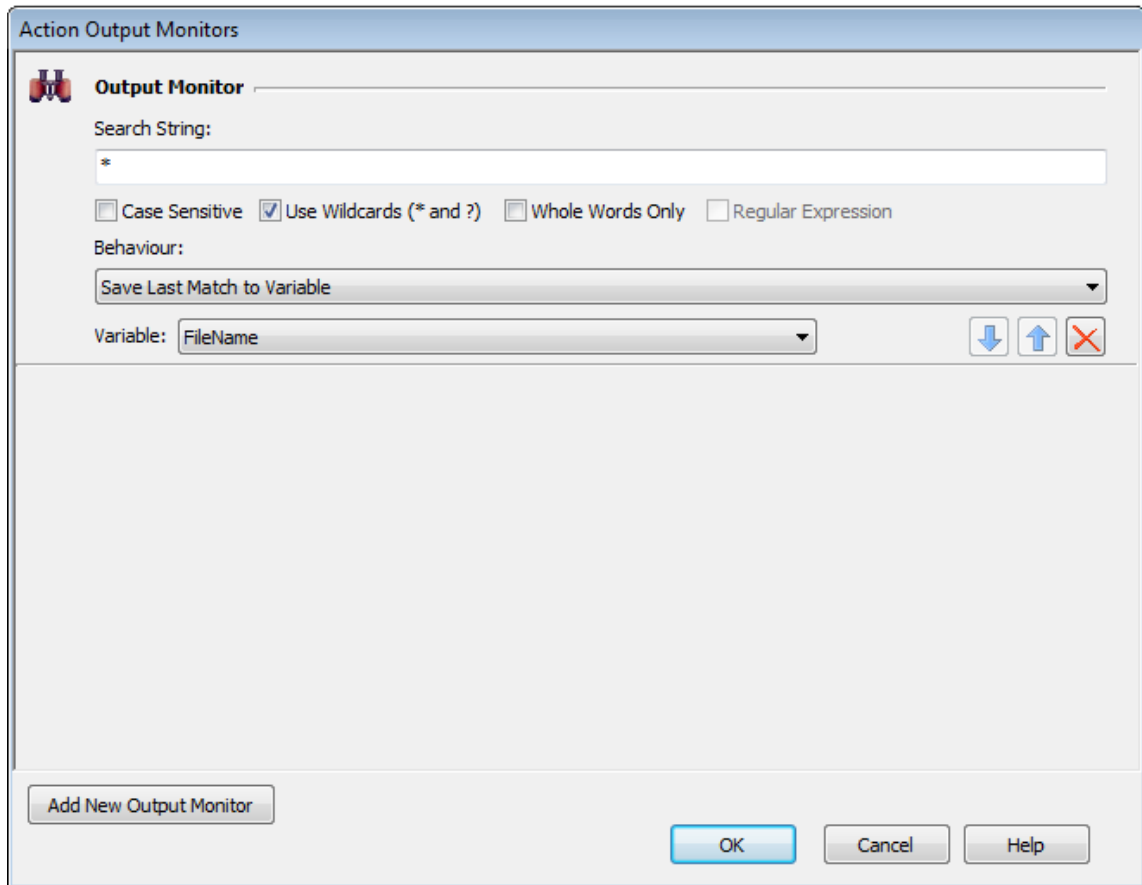 Action Output Monitors
Output Monitor
Search String:
*
Case Sensitive Use Wildcards (* and ?) Whole Words Only Regular Expression
Behaviour:
Save Last Match to Variable
Variable: FileName
Add New Output Monitor
OK Cancel Help